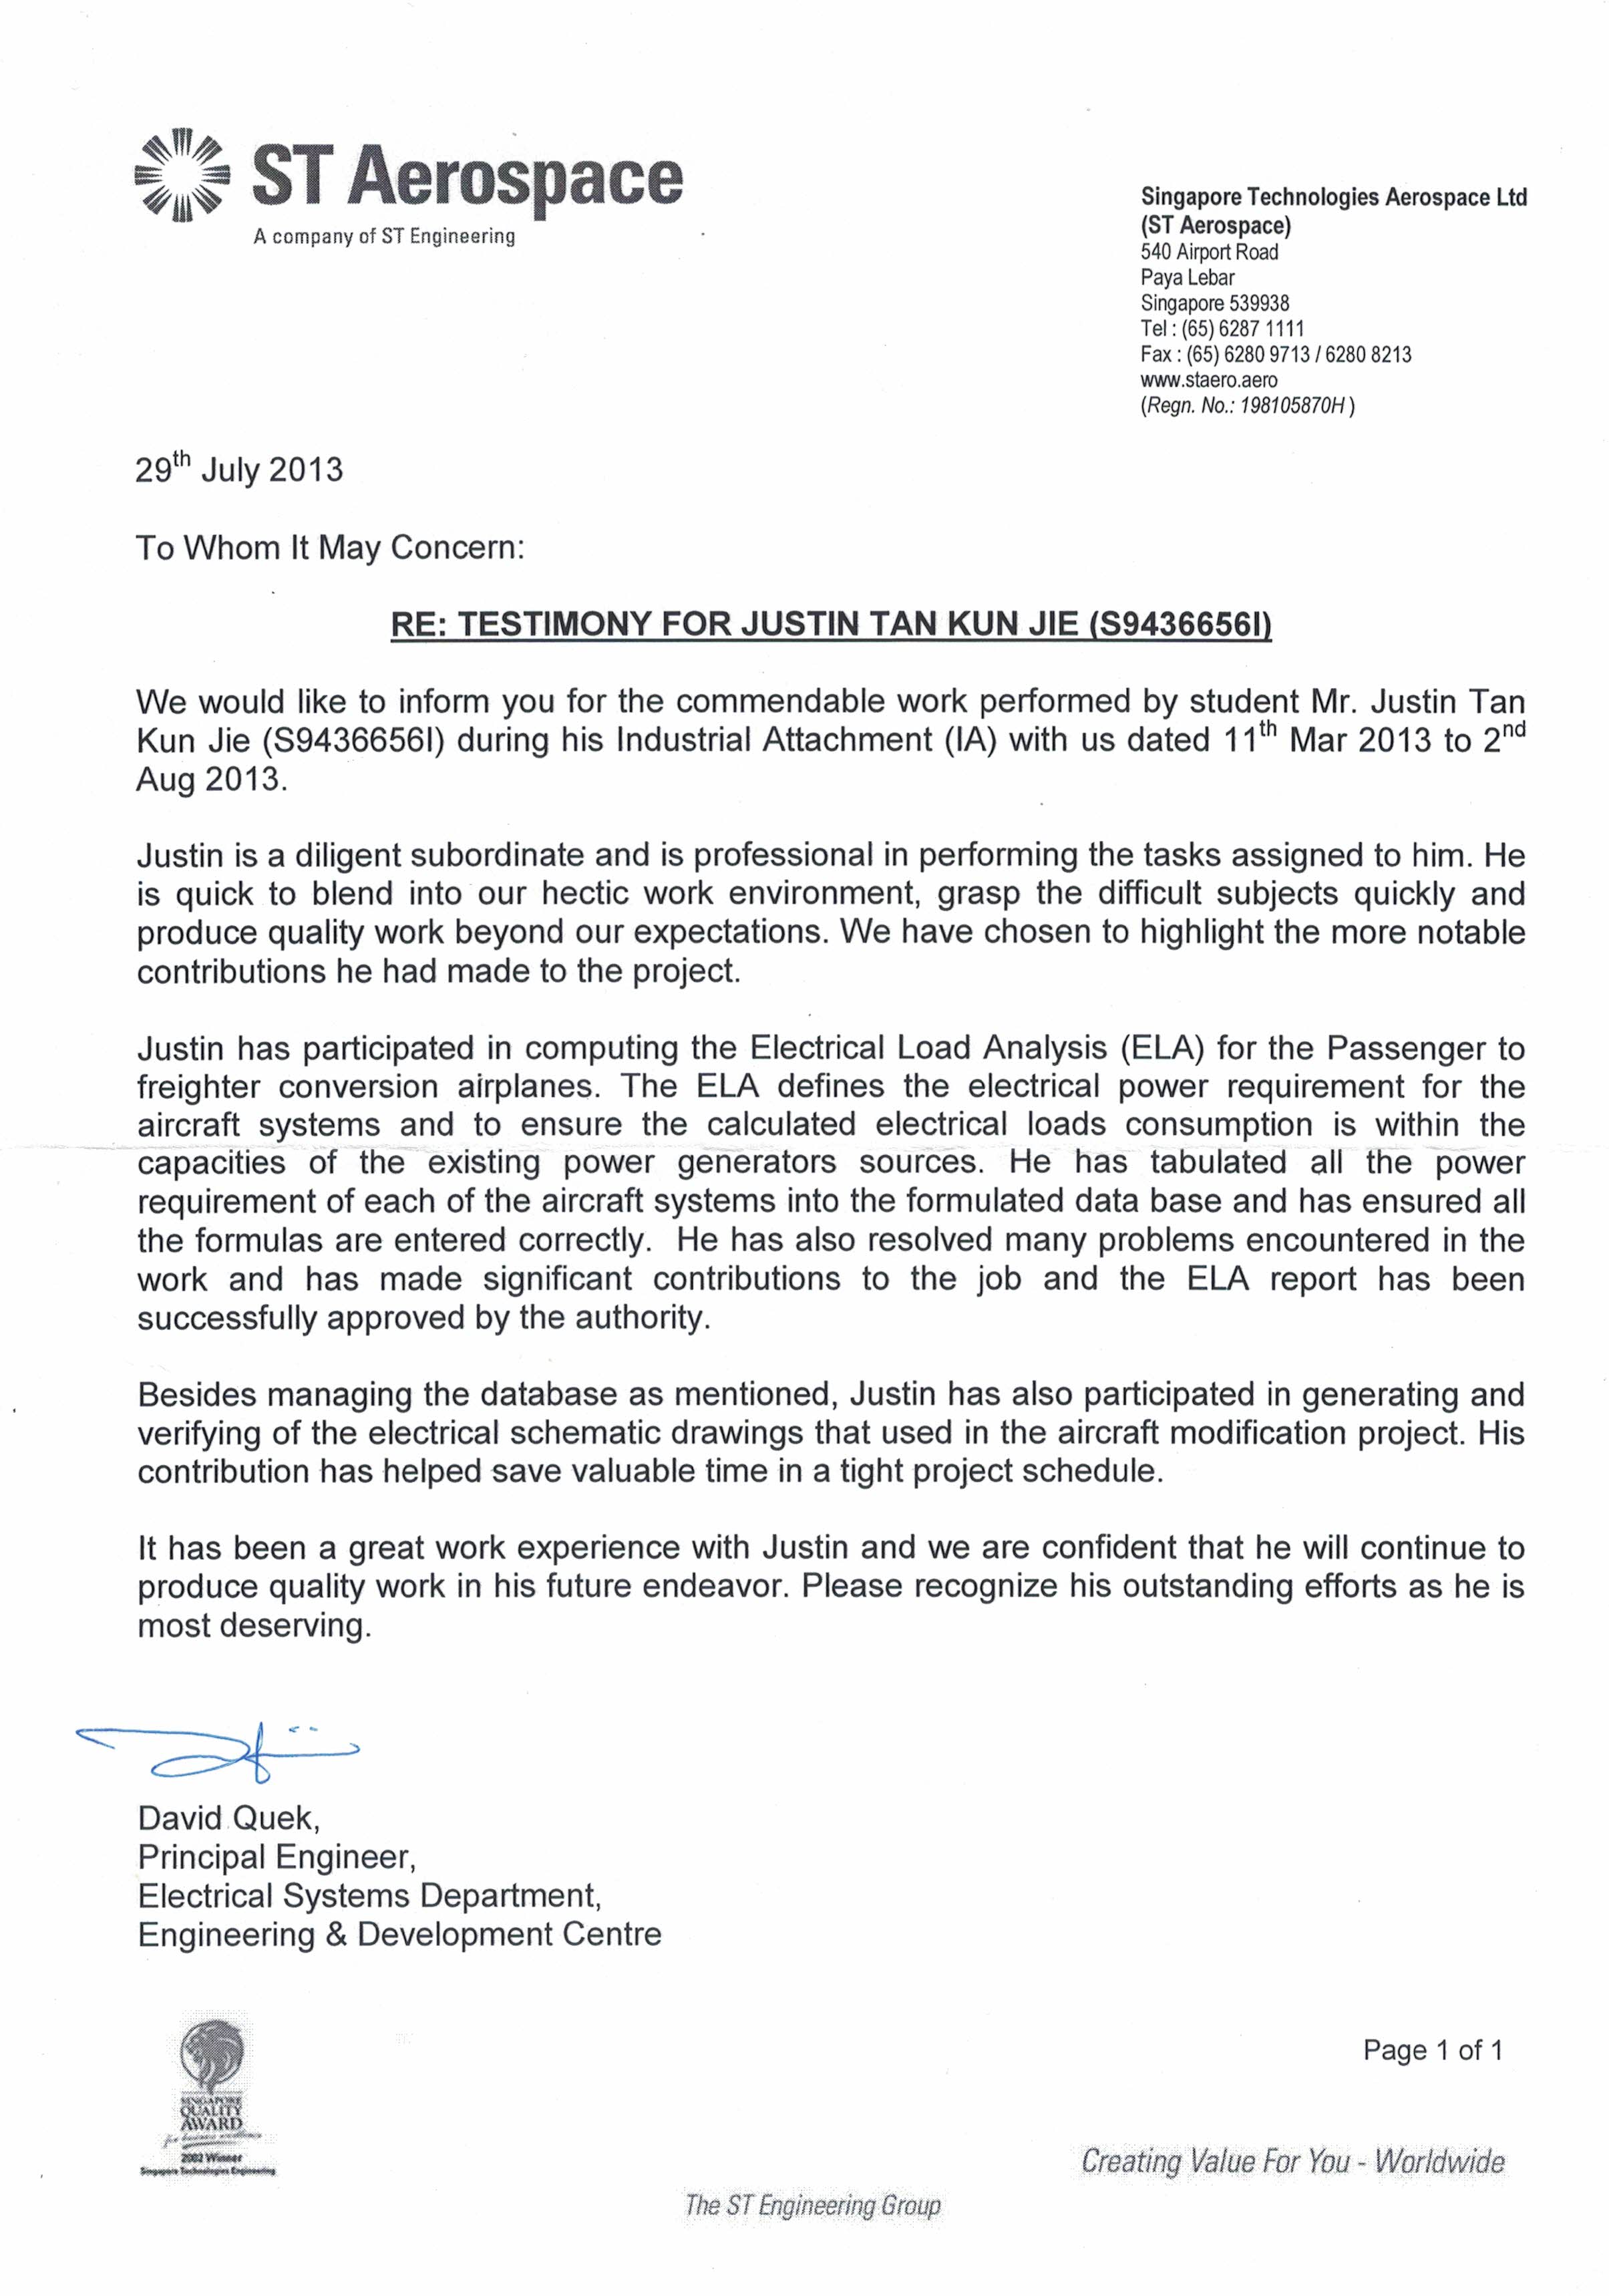 ST Aerospace
A company of ST Engineering
Singapore Technologies Aerospace Ltd
(ST Aerospace)
540 Airport Road
Paya Lebar
Singapore 539938
Tel : (65) 6287 1111
Fax : (65) 6280 9713 / 6280 8213
www.staero.aero
(Regn. No.: 198105870H )
29th July 2013
To Whom It May Concern:
RE: TESTIMONY FOR JUSTIN TAN KUN JIE (S9436656I)
We would like to inform you for the commendable work performed by student Mr. Justin Tan
Kun Jie (S9436656I) during his Industrial Attachment (IA) with us dated 11th Mar 2013 to 2nd
Aug 2013.
Justin is a diligent subordinate and is professional in performing the tasks assigned to him. He
is quick to blend into our hectic work environment, grasp the difficult subjects quickly and
produce quality work beyond our expectations. We have chosen to highlight the more notable
contributions he had made to the project.
Justin has participated in computing the Electrical Load Analysis (ELA) for the Passenger to
freighter conversion airplanes. The ELA defines the electrical power requirement for the
aircraft systems and to ensure the calculated electrical loads consumption is within the
capacities of the existing power generators sources. He has tabulated all the power
requirement of each of the aircraft systems into the formulated data base and has ensured all
the formulas are entered correctly.  He has also resolved many problems encountered in the
work and has made significant contributions to the job and the ELA report has been
successfully approved by the authority.
Besides managing the database as mentioned, Justin has also participated in generating and
verifying of the electrical schematic drawings that used in the aircraft modification project. His
contribution has helped save valuable time in a tight project schedule.
It has been a great work experience with Justin and we are confident that he will continue to
produce quality work in his future endeavor. Please recognize his outstanding efforts as he is
most deserving.
David Quek,
Principal Engineer,
Electrical Systems Department,
Engineering & Development Centre
SINGAPORE
QUALITY
AWARD
for business excellence
2002 Winner
Singapore Technologies Engineering
Page 1 of 1
Creating Value For You - Worldwide
The ST Engineering Group